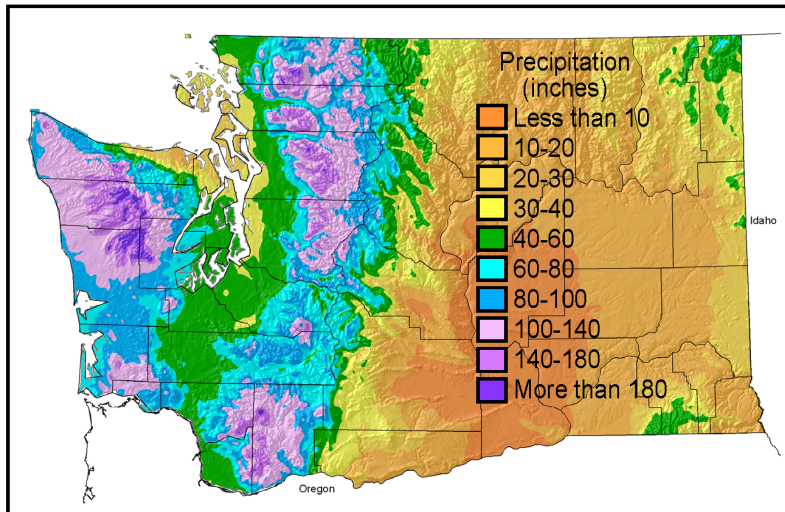 Precipitation
(inches)
Less than 10
10-20
20-30
30-40
40-60
60-80
80-100
100-140
140-180
More than 180
Idaho
Oregon